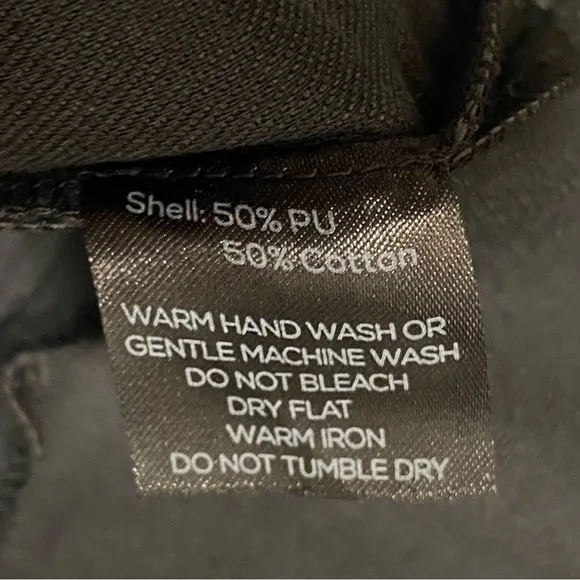 Shell: 50% PU
50% Cotton
WARM HAND WASH OR
GENTLE MACHINE WASH
DO NOT BLEACH
DRY FLAT
WARM IRON
DO NOT TUMBLE DRY